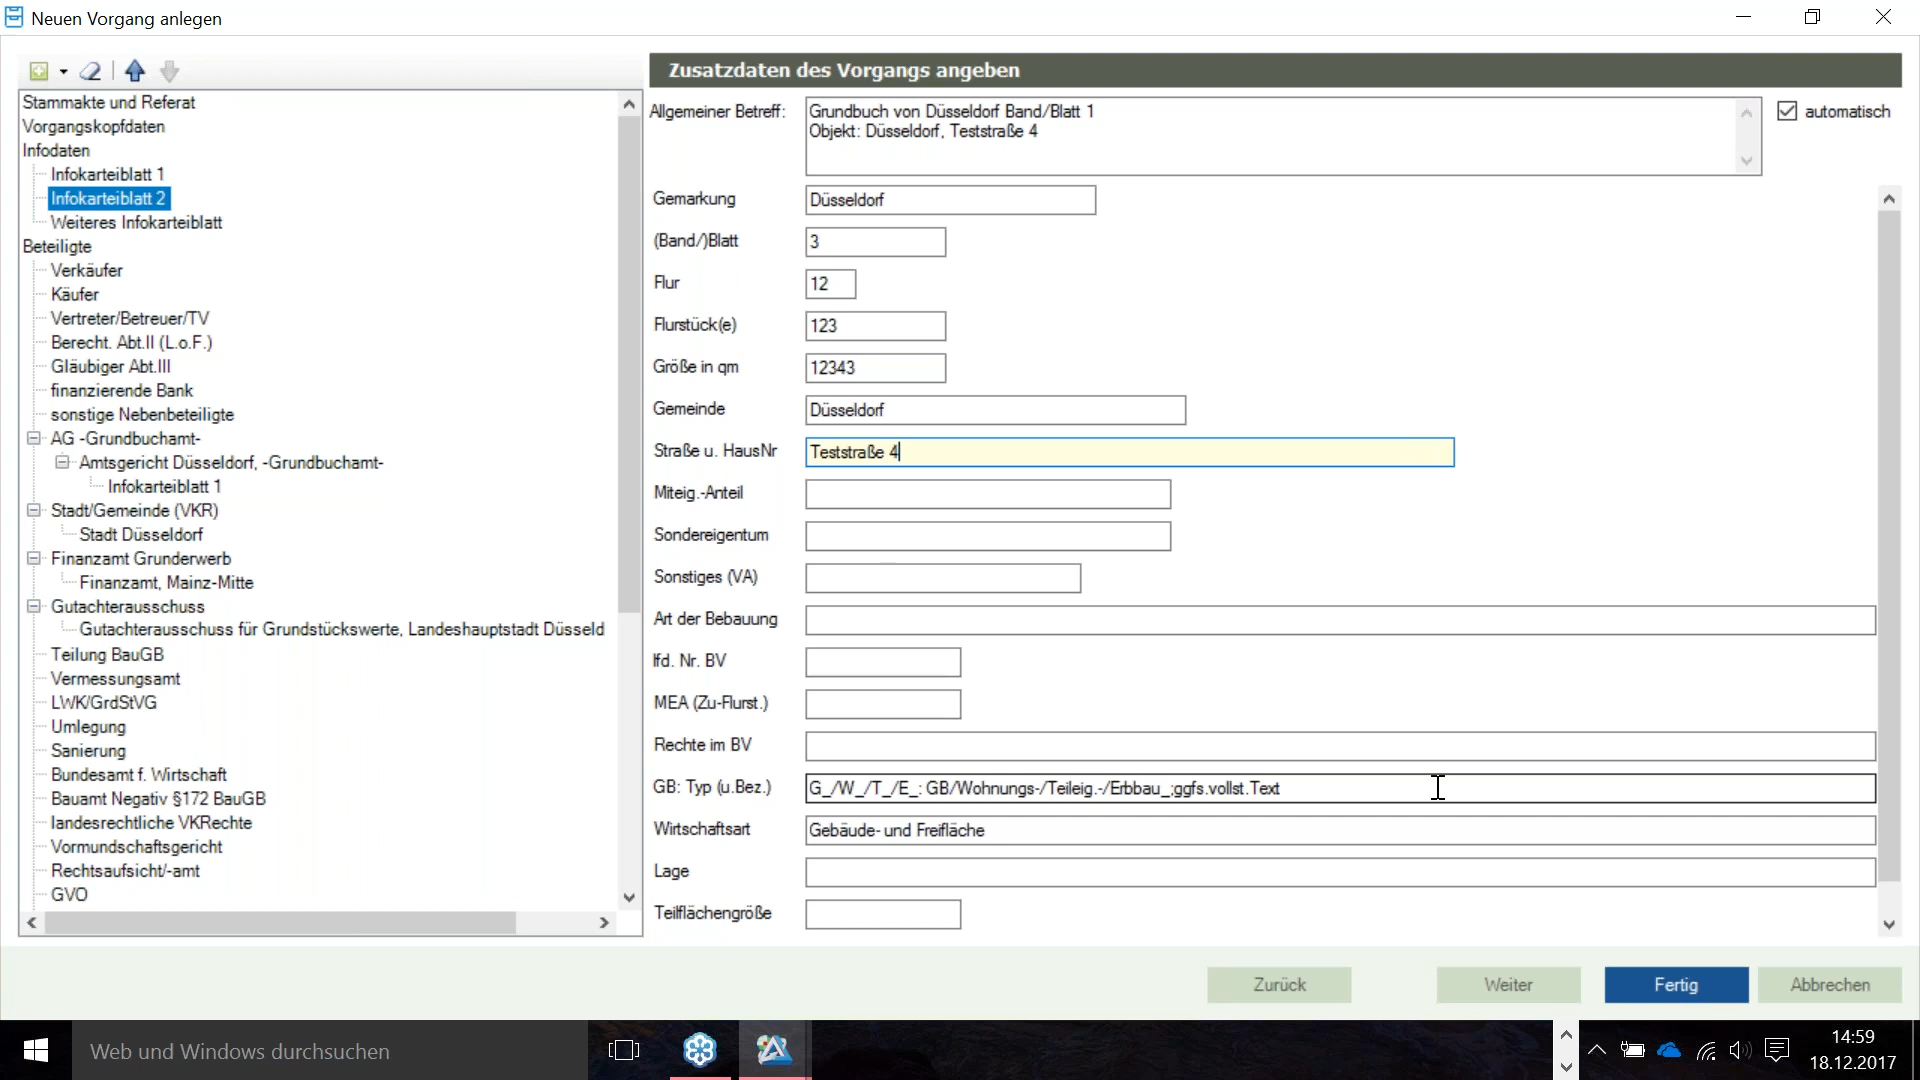 Neuen Vorgang anlegen
Stammakte und Referat
Vorgangskopfdaten
Infodaten
Infokarteiblatt 1
Infokarteiblatt 2
Weiteres Infokarteiblatt
Beteiligte
Verkäufer
Käufer
Vertreter/Betreuer/TV
Berecht. Abt.II (L.o.F.)
Gläubiger Abt.III
finanzierende Bank
sonstige Nebenbeteiligte
AG -Grundbuchamt-
Amtsgericht Düsseldorf, -Grundbuchamt-
Infokarteiblatt 1
Stadt/Gemeinde (VKR)
Stadt Düsseldorf
Finanzamt Grunderwerb
Finanzamt, Mainz-Mitte
Gutachterausschuss
Gutachterausschuss für Grundstückswerte, Landeshauptstadt Düsseld
Teilung BauGB
Vermessungsamt
LWK/GrdStVG
Umlegung
Sanierung
Bundesamt f. Wirtschaft
Bauamt Negativ §172 BauGB
landesrechtliche VKRechte
Vormundschaftsgericht
Rechtsaufsicht/-amt
GVO
Zusatzdaten des Vorgangs angeben
Allgemeiner Betreff: Grundbuch von Düsseldorf Band/Blatt 1
Objekt: Düsseldorf, Teststraße 4
automatisch
Gemarkung Düsseldorf
(Band/)Blatt 3
Flur 12
Flurstück(e) 123
Größe in qm 12343
Gemeinde Düsseldorf
Straße u. HausNr Teststraße 4
Miteig.-Anteil
Sondereigentum
Sonstiges (VA)
Art der Bebauung
lfd. Nr. BV
MEA (Zu-Flurst.)
Rechte im BV
GB: Typ (u.Bez.) G_/W_/T_/E_: GB/Wohnungs-/Teileig.-/Erbbau_;ggfs.vollst.Text
Wirtschaftsart Gebäude- und Freifläche
Lage
Teilflächengröße
Zurück Weiter Fertig Abbrechen
Web und Windows durchsuchen
14:59
18.12.2017